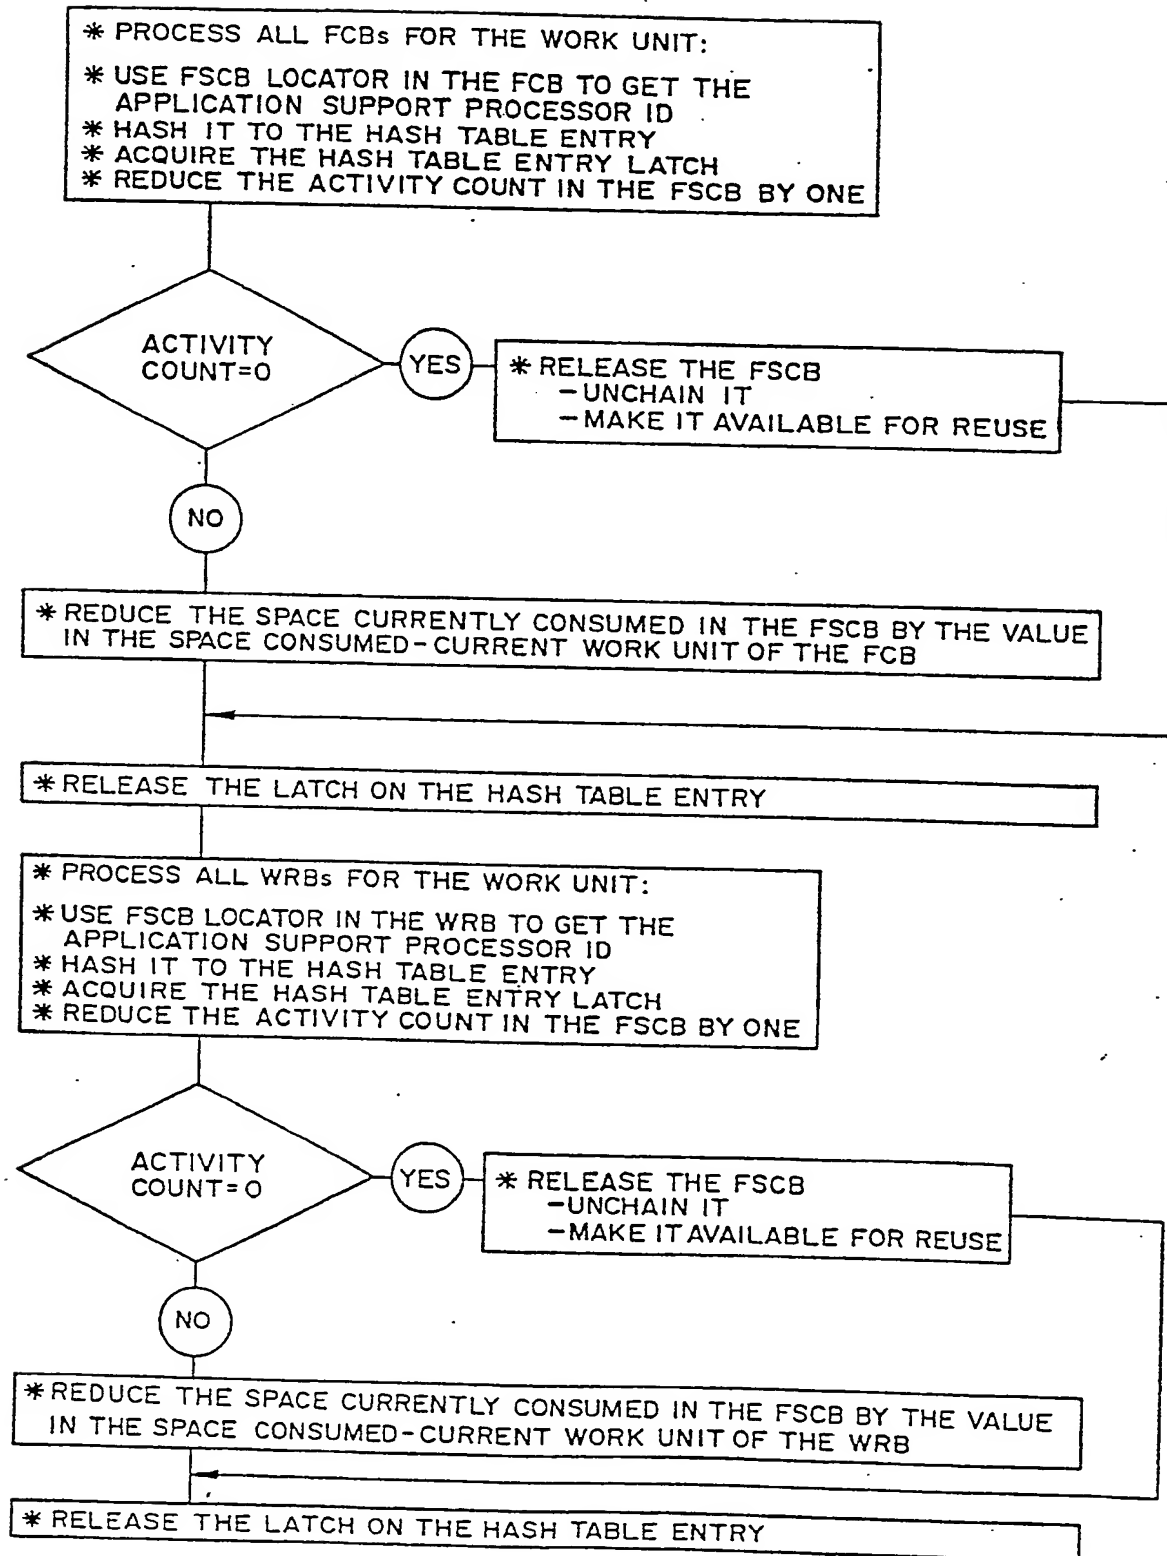 * PROCESS ALL FCBs FOR THE WORK UNIT:
* USE FSCB LOCATOR IN THE FCB TO GET THE
APPLICATION SUPPORT PROCESSOR ID
* HASH IT TO THE HASH TABLE ENTRY
* ACQUIRE THE HASH TABLE ENTRY LATCH
* REDUCE THE ACTIVITY COUNT IN THE FSCB BY ONE
ACTIVITY
COUNT=0
YES
* RELEASE THE FSCB
-UNCHAIN IT
-MAKE IT AVAILABLE FOR REUSE
NO
* REDUCE THE SPACE CURRENTLY CONSUMED IN THE FSCB BY THE VALUE
IN THE SPACE CONSUMED-CURRENT WORK UNIT OF THE FCB
* RELEASE THE LATCH ON THE HASH TABLE ENTRY
* PROCESS ALL WRBs FOR THE WORK UNIT:
* USE FSCB LOCATOR IN THE WRB TO GET THE
APPLICATION SUPPORT PROCESSOR ID
* HASH IT TO THE HASH TABLE ENTRY
* ACQUIRE THE HASH TABLE ENTRY LATCH
* REDUCE THE ACTIVITY COUNT IN THE FSCB BY ONE
ACTIVITY
COUNT=0
YES
* RELEASE THE FSCB
-UNCHAIN IT
-MAKE IT AVAILABLE FOR REUSE
NO
* REDUCE THE SPACE CURRENTLY CONSUMED IN THE FSCB BY THE VALUE
IN THE SPACE CONSUMED-CURRENT WORK UNIT OF THE WRB
* RELEASE THE LATCH ON THE HASH TABLE ENTRY